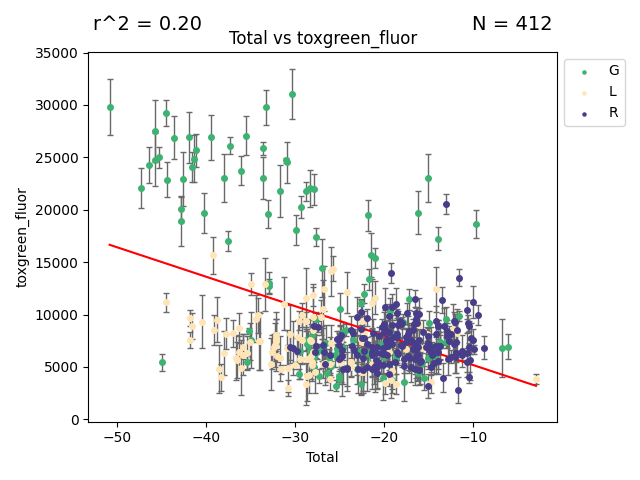 r^2 = 0.20
N = 412
Total vs toxgreen_fluor
G
L
R
toxgreen_fluor
35000
30000
25000
20000
15000
10000
5000
0
−50
−40
−30
−20
−10
Total